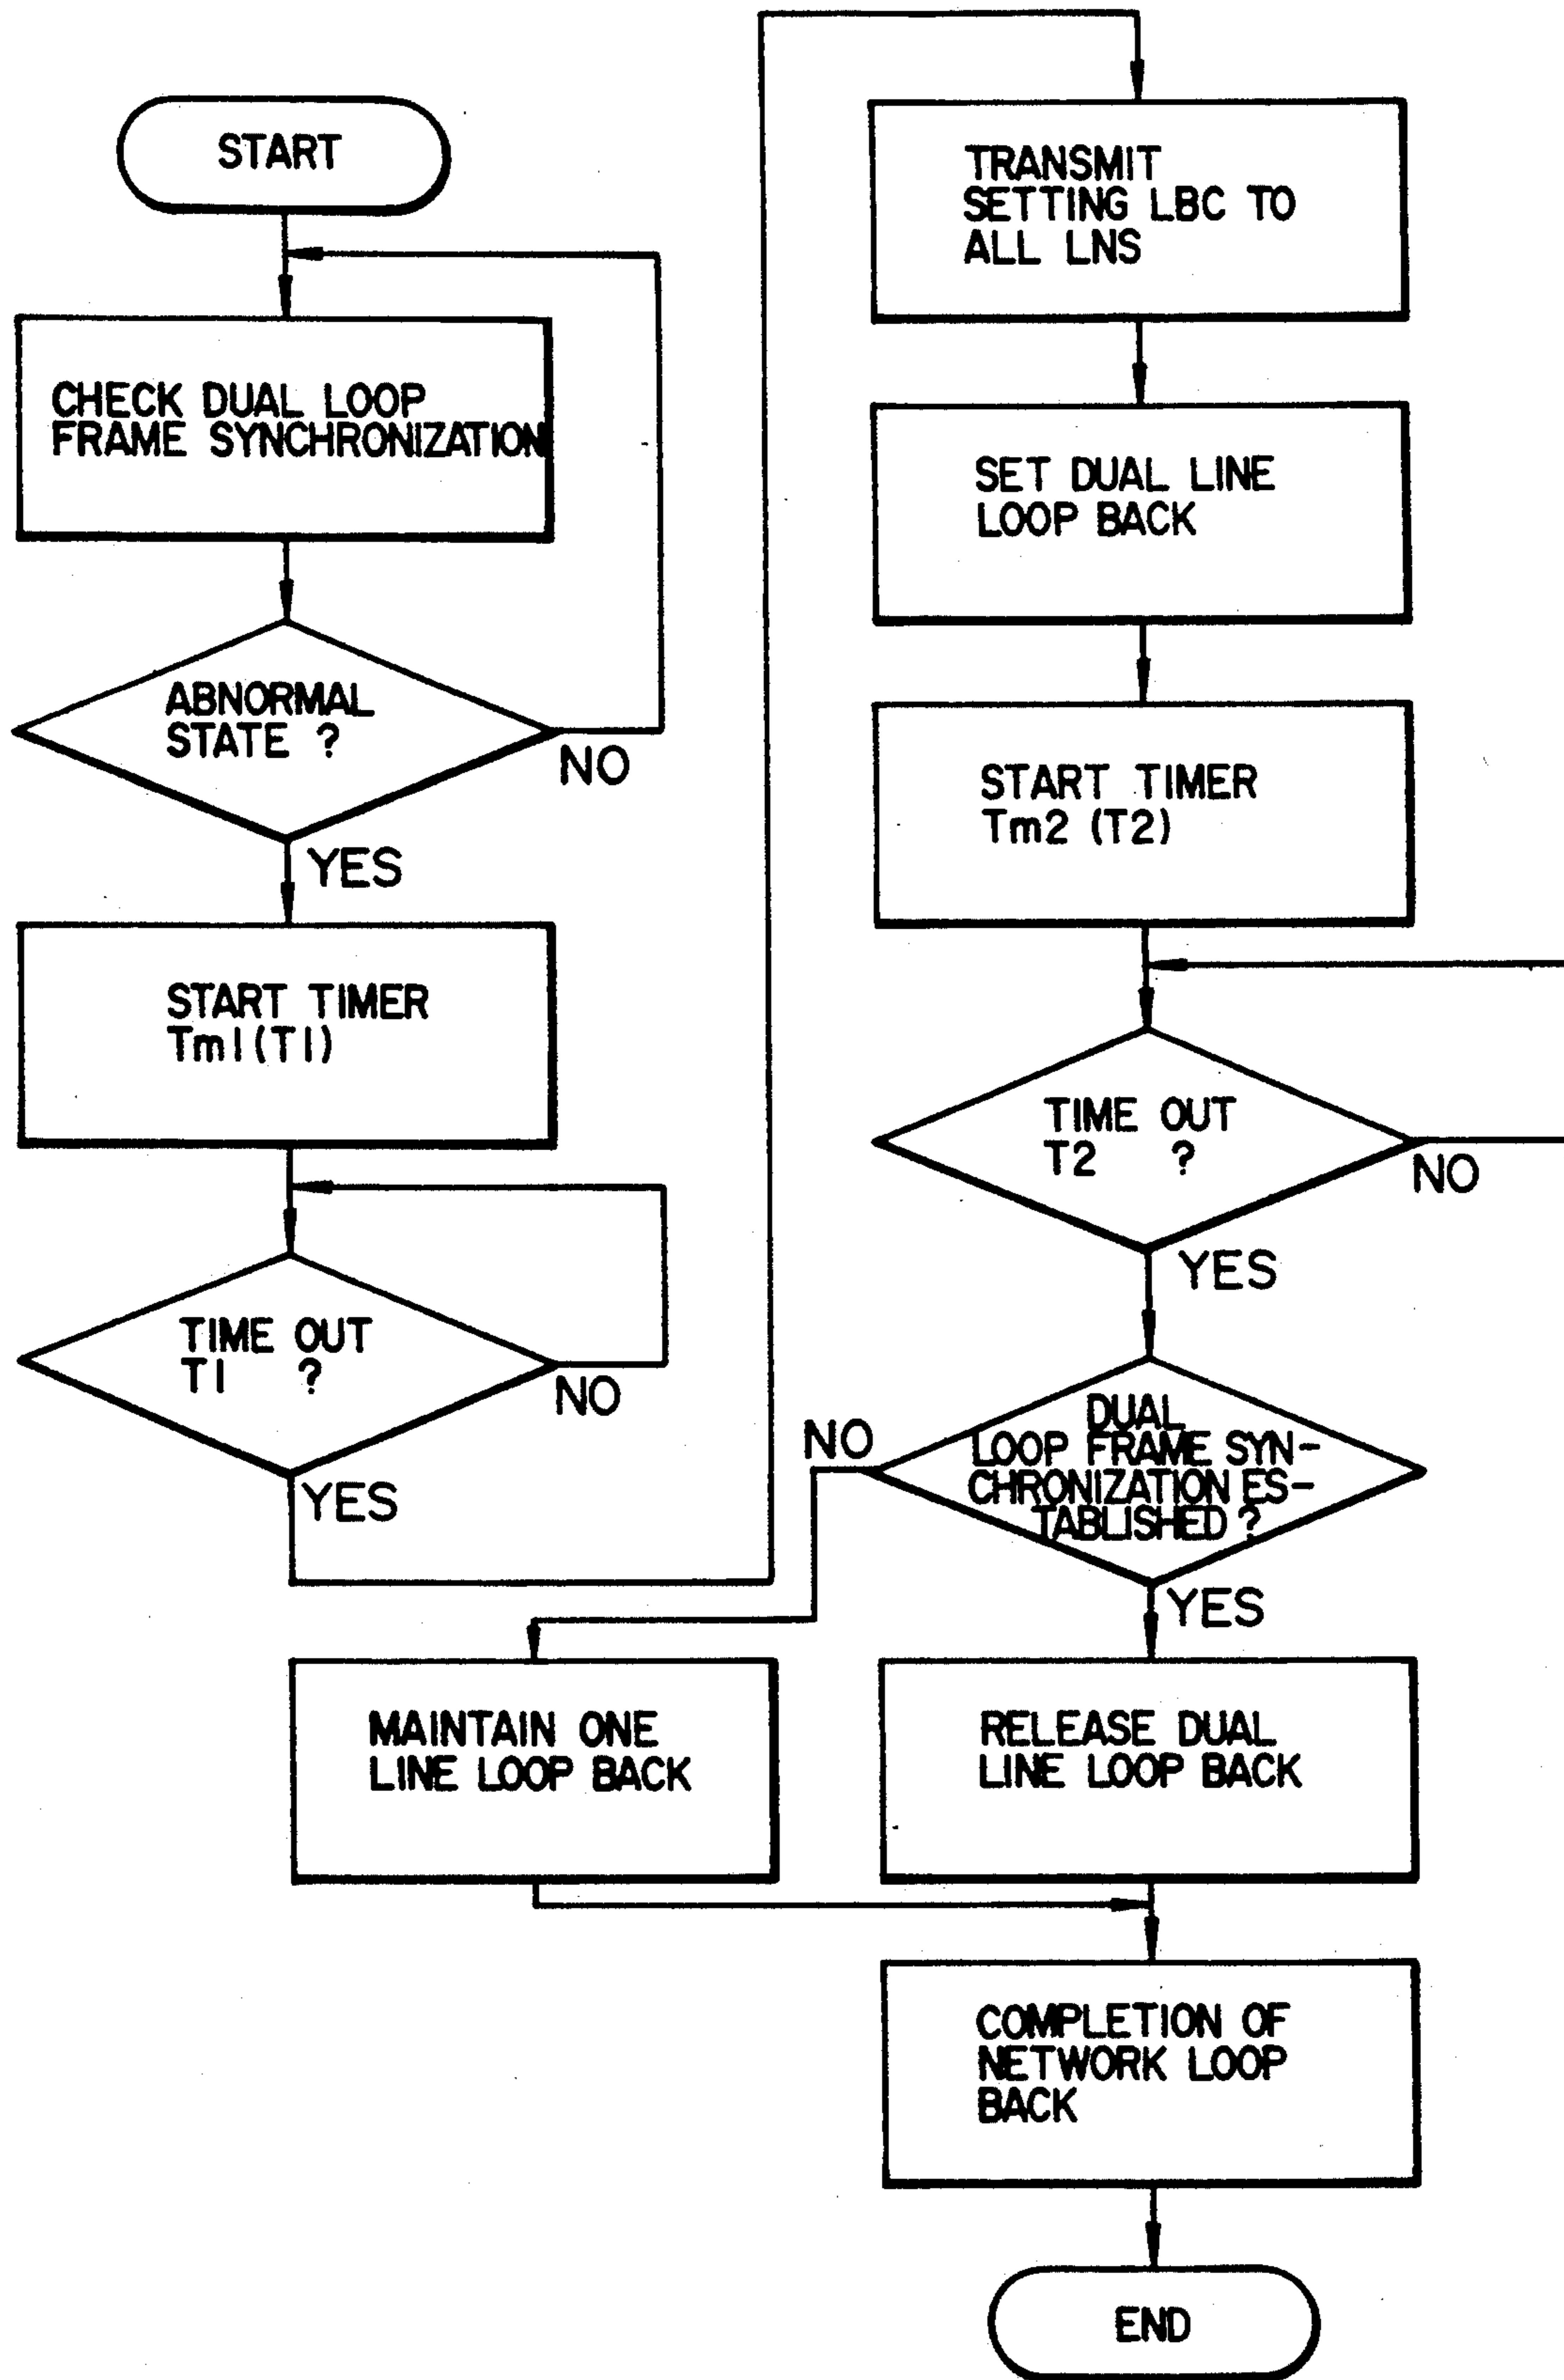 START
CHECK DUAL LOOP
FRAME SYNCHRONIZATION
ABNORMAL
STATE ?
NO
YES
START TIMER
Tm1(T1)
TIME OUT
T1 ?
NO
YES
TRANSMIT
SETTING LBC TO
ALL LNS
SET DUAL LINE
LOOP BACK
START TIMER
Tm2 (T2)
TIME OUT
T2 ?
NO
YES
DUAL
LOOP FRAME SYN-
CHRONIZATION ES-
TABLISHED ?
NO
YES
MAINTAIN ONE
LINE LOOP BACK
RELEASE DUAL
LINE LOOP BACK
COMPLETION OF
NETWORK LOOP
BACK
END